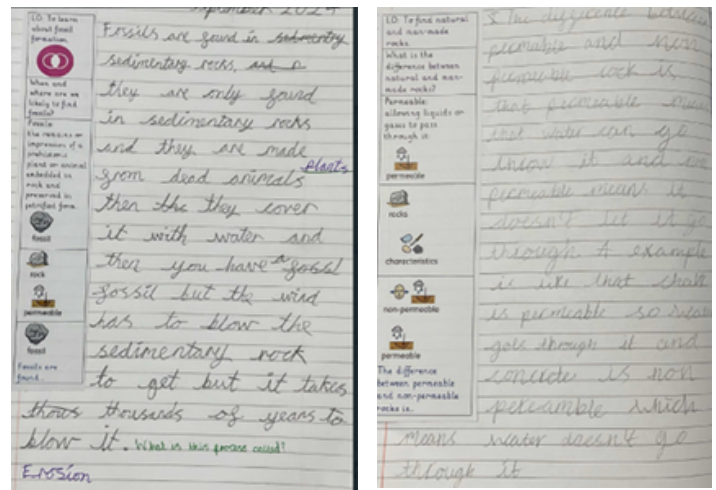 September 2024
LO: To learn
about fossil
formation.
When and
where are we
likely to find
fossils?
Fossils:
the remains or
impression of a
prehistoric
plant or animal
embedded in
rock and
preserved in
petrified form.
fossil
rock
permeable
fossil
Fossils are
found...
Fossils are found in sedimentry
sedimentary rocks, and
they are only found
in sedimentary rocks
and they are made
plants
from dead animals
then the they cover
it with water and
then you have a fossil
fossil but the wind
has to blow the
sedimentary rock
to get but it takes
thows thousands of years to
blow it. What is this process called?
Erosion
LO: To find natural
and man-made
rocks.
What is the
difference between
natural and man-
made rocks?
Permeable:
allowing liquids or
gases to pass
through it.
permeable
rocks
characteristics
non-permeable
permeable
The difference
between permeable
and non-permeable
rocks is..
The difference between
permable and non
permeable rock is
that permeable
that water can go
throw it and
permeable means it
doesn't let it go
through A example
is like that chalk
is permeable so water
gols through it and
concrete is non
permeamble which
means water doesn't go
through it